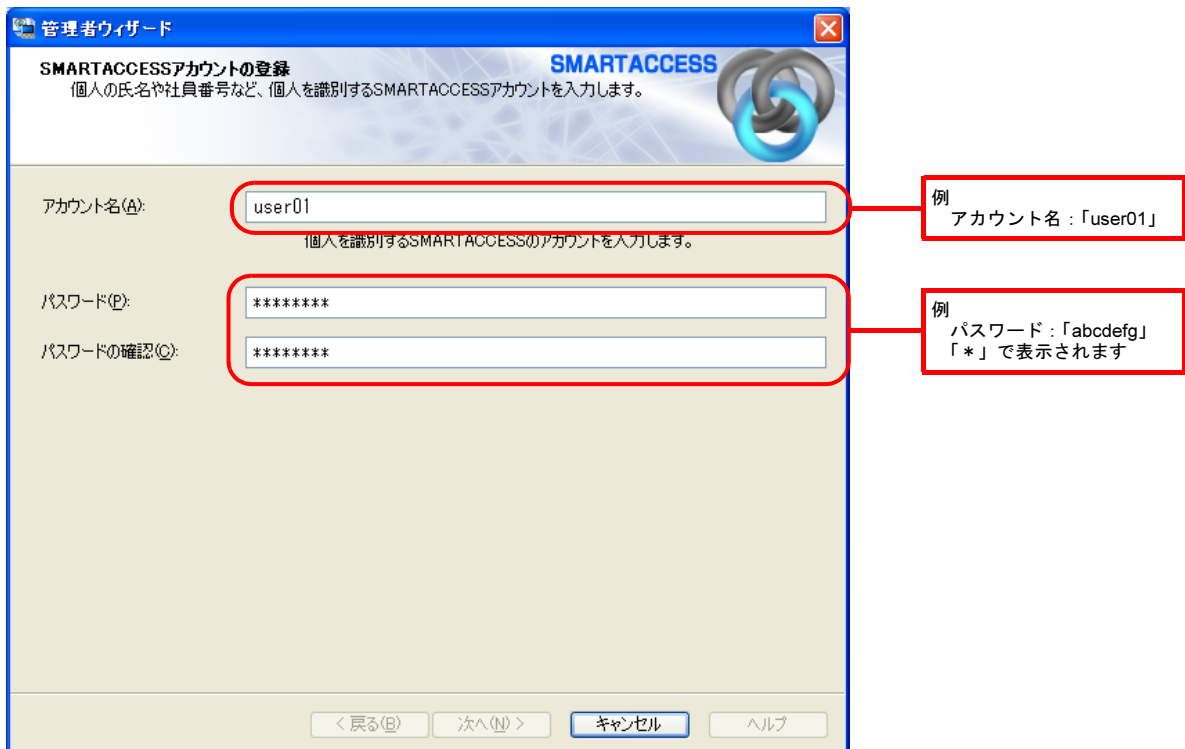 管理者ウィザード
SMARTACCESSアカウントの登録
SMARTACCESS
個人の氏名や社員番号など、個人を識別するSMARTACCESSアカウントを入力します。
アカウント名(A):
user01
個人を識別するSMARTACCESSのアカウントを入力します。
例
アカウント名：「user01」
パスワード(P):
********
パスワードの確認(C):
********
例
パスワード：「abcdefg」
「＊」で表示されます
< 戻る(B)
次へ(N) >
キャンセル
ヘルプ